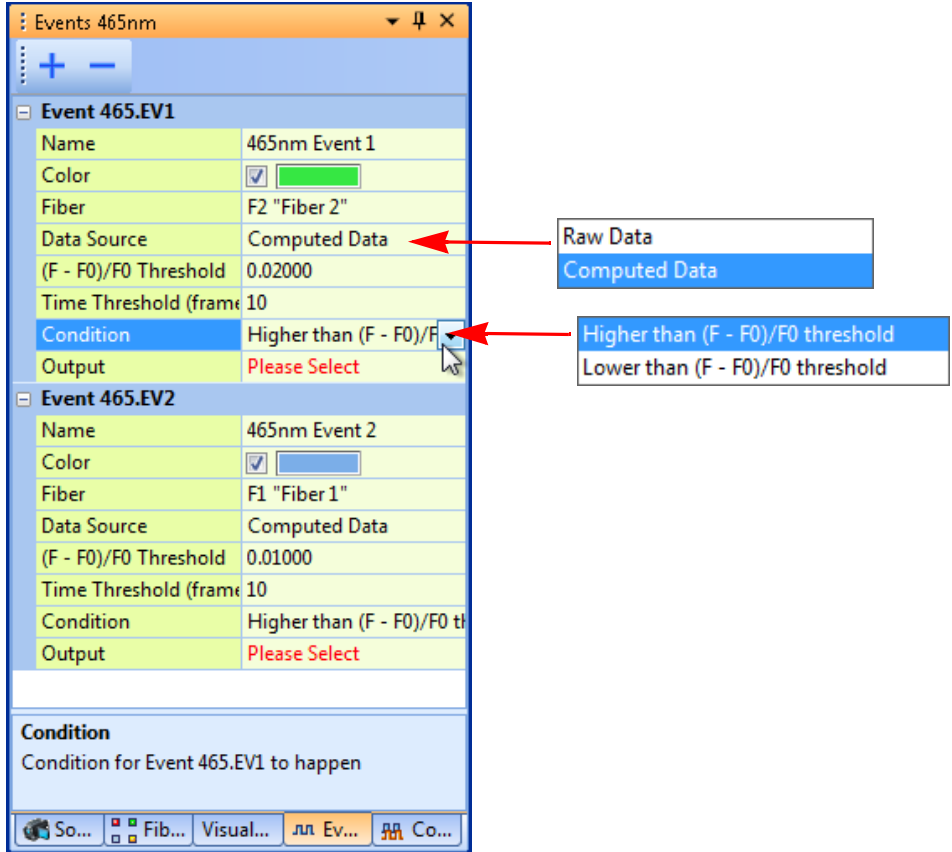 Events 465nm
Event 465.EV1
Name 465nm Event 1
Color
Fiber F2 "Fiber 2"
Data Source Computed Data
(F - F0)/F0 Threshold 0.02000
Time Threshold (frame 10
Condition Higher than (F - F0)/F
Output Please Select
Event 465.EV2
Name 465nm Event 2
Color
Fiber F1 "Fiber 1"
Data Source Computed Data
(F - F0)/F0 Threshold 0.01000
Time Threshold (frame 10
Condition Higher than (F - F0)/F0 th
Output Please Select
Condition
Condition for Event 465.EV1 to happen
So... Fib... Visual... Ev... Co...
Raw Data
Computed Data
Higher than (F - F0)/F0 threshold
Lower than (F - F0)/F0 threshold